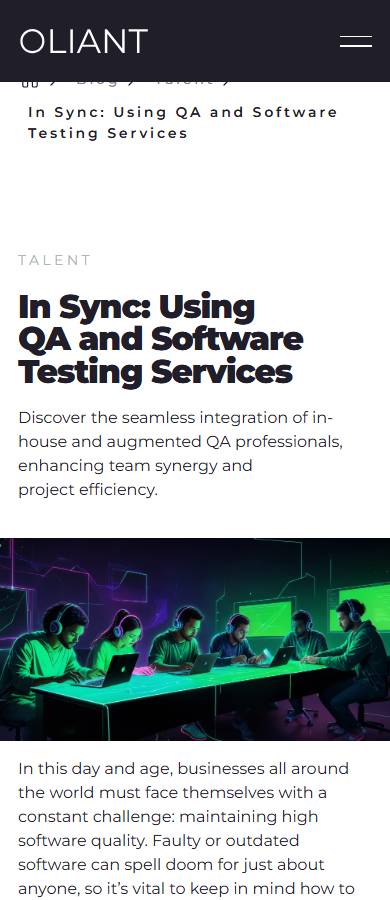 OLIANT
Blog
Talent
In Sync: Using QA and Software
Testing Services
TALENT
In Sync: Using
QA and Software
Testing Services
Discover the seamless integration of in-
house and augmented QA professionals,
enhancing team synergy and
project efficiency.
In this day and age, businesses all around
the world must face themselves with a
constant challenge: maintaining high
software quality. Faulty or outdated
software can spell doom for just about
anyone, so it’s vital to keep in mind how to